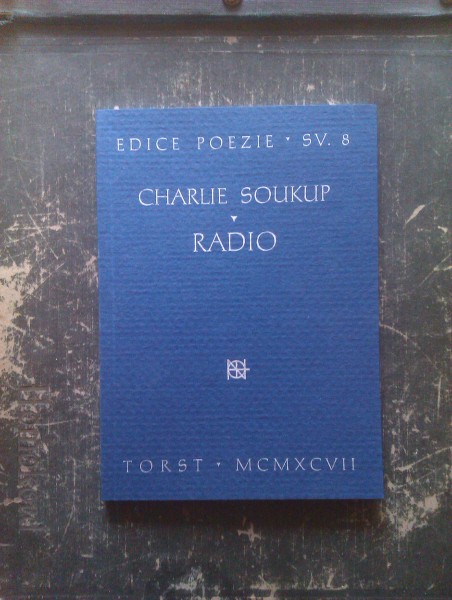 EDICE POEZIE ▾ SV. 8
CHARLIE SOUKUP
▾
RADIO
TORST ▾ MCMXCVII